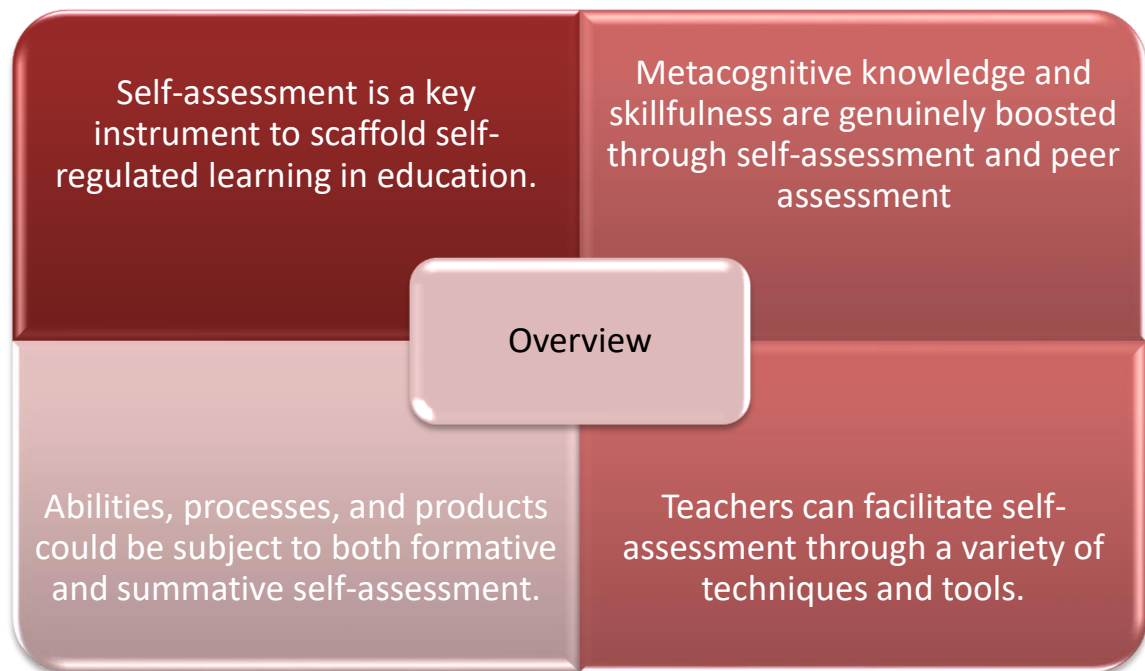 Self-assessment is a key
instrument to scaffold self-
regulated learning in education.
Metacognitive knowledge and
skillfulness are genuinely boosted
through self-assessment and peer
assessment
Overview
Abilities, processes, and products
could be subject to both formative
and summative self-assessment.
Teachers can facilitate self-
assessment through a variety of
techniques and tools.